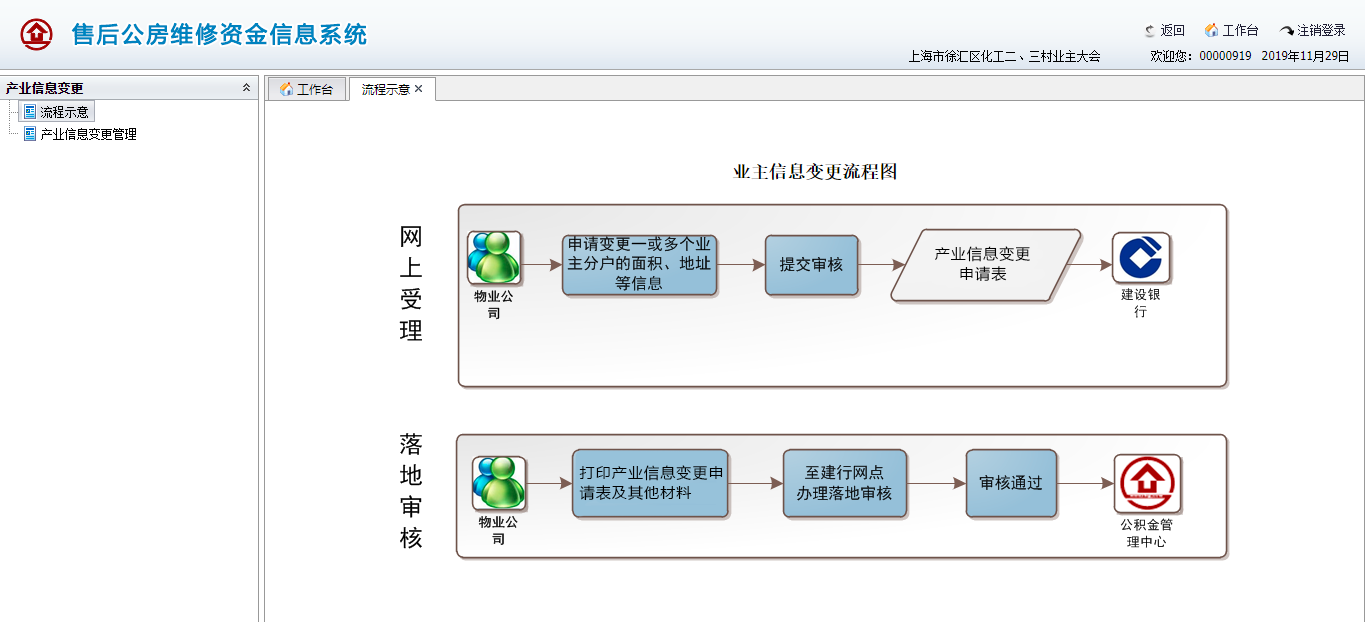 售后公房维修资金信息系统
返回 工作台 注销登录
上海市徐汇区化工二、三村业主大会 欢迎您: 00000919 2019年11月29日
产业信息变更
流程示意
产业信息变更管理
工作台
流程示意
业主信息变更流程图
网上受理
物业公
司
申请变更一或多个业
主分户的面积、地址
等信息
提交审核
产业信息变更
申请表
建设银
行
落地审核
物业公
司
打印产业信息变更申
请表及其他材料
至建行网点
办理落地审核
审核通过
公积金管
理中心